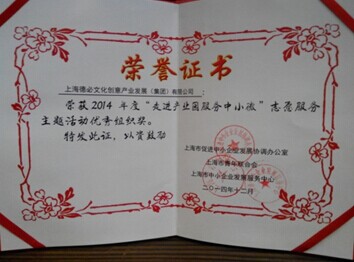 荣誉证书
上海德必文化创意产业发展（集团）有限公司：
荣获2014年度“走进产业园服务中小微”志愿服务
主题活动优秀组织奖。
特发此证，以资鼓励
上海市促进中小企业发展协调办公室
上海市青年联合会
上海市中小企业发展服务中心
二〇一四年十二月